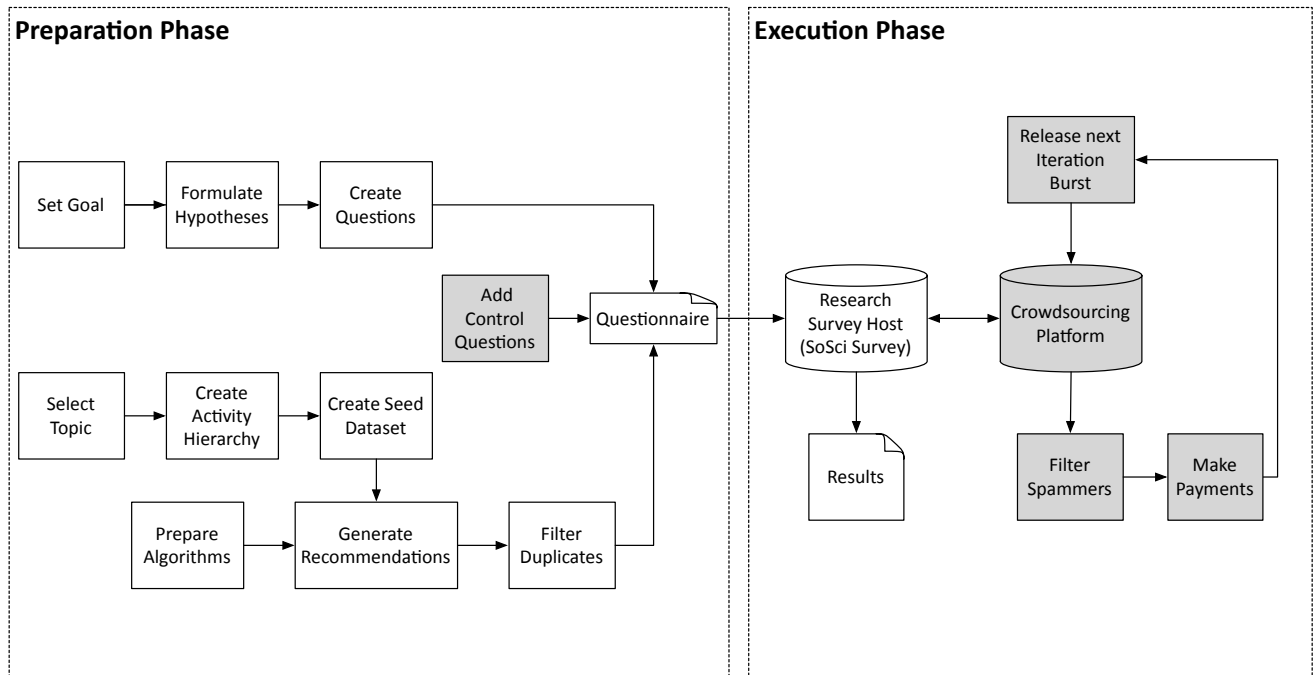 Preparation Phase
Set Goal
Formulate
Hypotheses
Create
Questions
Add
Control
Questions
Questionnaire
Select
Topic
Create
Activity
Hierarchy
Create Seed
Dataset
Prepare
Algorithms
Generate
Recommendations
Filter
Duplicates
Execution Phase
Release next
Iteration
Burst
Research
Survey Host
(SoSci Survey)
Crowdsourcing
Platform
Results
Filter
Spammers
Make
Payments